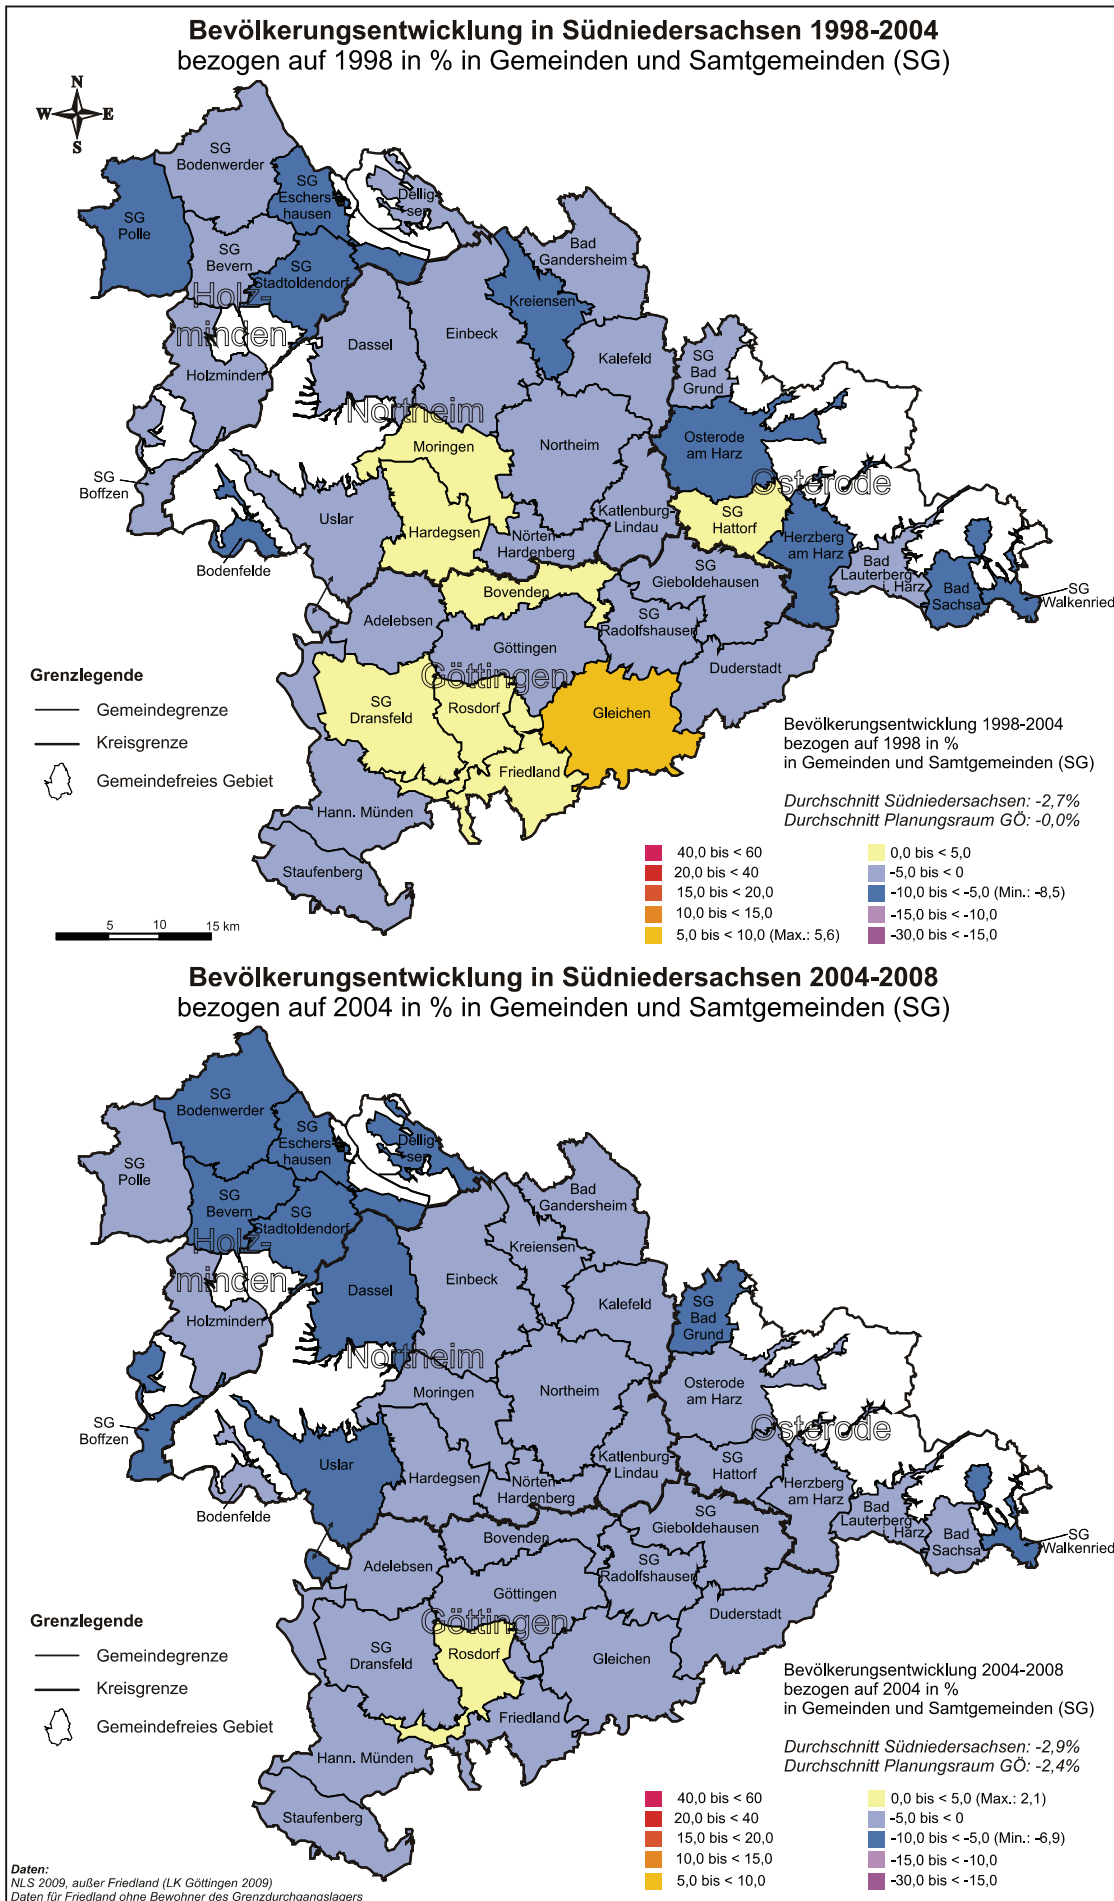 Bevölkerungsentwicklung in Südniedersachsen 1998-2004
bezogen auf 1998 in % in Gemeinden und Samtgemeinden (SG)
N
W E
S
SG
Bodenwerder
SG
Eschers-
hausen
Dellig-
sen
SG
Polle
SG
Bevern
SG
Stadtoldendorf
Bad
Gandersheim
Kreiensen
Holz-
minden
Dassel
Einbeck
Kalefeld
SG
Bad
Grund
Holzminden
Northeim
Moringen
Northeim
Osterode
am Harz
Osterode
SG
Boffzen
Uslar
Hardegsen
Katlenburg
Lindau
SG
Hattorf
Herzberg
am Harz
Nörten
Hardenberg
Bodenfelde
Bad
Lauterberg
i. Harz
Bad
Sachsa
SG
Walkenried
SG
Gieboldehausen
Bovenden
Adelebsen
SG
Radolfshausen
Göttingen
Duderstadt
Göttingen
SG
Dransfeld
Rosdorf
Gleichen
Friedland
Hann. Münden
Staufenberg
Grenzlegende
Gemeindegrenze
Kreisgrenze
Gemeindefreies Gebiet
5 10 15 km
Bevölkerungsentwicklung 1998-2004
bezogen auf 1998 in %
in Gemeinden und Samtgemeinden (SG)
Durchschnitt Südniedersachsen: -2,7%
Durchschnitt Planungsraum GÖ: -0,0%
40,0 bis < 60
20,0 bis < 40
15,0 bis < 20,0
10,0 bis < 15,0
5,0 bis < 10,0 (Max.: 5,6)
0,0 bis < 5,0
-5,0 bis < 0
-10,0 bis < -5,0 (Min.: -8,5)
-15,0 bis < -10,0
-30,0 bis < -15,0
Bevölkerungsentwicklung in Südniedersachsen 2004-2008
bezogen auf 2004 in % in Gemeinden und Samtgemeinden (SG)
SG
Bodenwerder
SG
Eschers-
hausen
Dellig-
sen
SG
Polle
SG
Bevern
SG
Stadtoldendorf
Bad
Gandersheim
Kreiensen
Holz-
minden
Dassel
Einbeck
Kalefeld
SG
Bad
Grund
Holzminden
Northeim
Moringen
Northeim
Osterode
am Harz
Osterode
SG
Boffzen
Uslar
Hardegsen
Katlenburg
Lindau
SG
Hattorf
Herzberg
am Harz
Nörten
Hardenberg
Bodenfelde
Bad
Lauterberg
i. Harz
Bad
Sachsa
SG
Walkenried
SG
Gieboldehausen
Bovenden
Adelebsen
SG
Radolfshausen
Göttingen
Duderstadt
Göttingen
SG
Dransfeld
Rosdorf
Gleichen
Friedland
Hann. Münden
Staufenberg
Grenzlegende
Gemeindegrenze
Kreisgrenze
Gemeindefreies Gebiet
Bevölkerungsentwicklung 2004-2008
bezogen auf 2004 in %
in Gemeinden und Samtgemeinden (SG)
Durchschnitt Südniedersachsen: -2,9%
Durchschnitt Planungsraum GÖ: -2,4%
40,0 bis < 60
20,0 bis < 40
15,0 bis < 20,0
10,0 bis < 15,0
5,0 bis < 10,0
0,0 bis < 5,0 (Max.: 2,1)
-5,0 bis < 0
-10,0 bis < -5,0 (Min.: -6,9)
-15,0 bis < -10,0
-30,0 bis < -15,0
Daten:
NLS 2009, außer Friedland (LK Göttingen 2009)
Daten für Friedland ohne Bewohner des Grenzdurchgangslagers